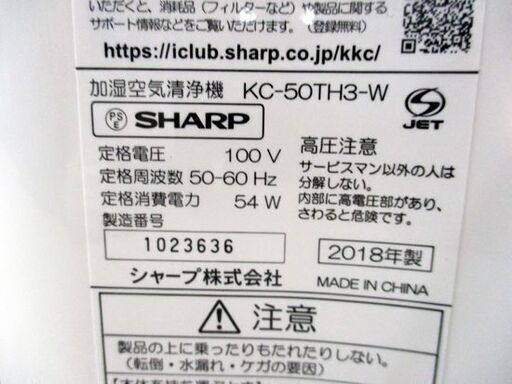 いただくと、消耗品（フィルターなど）や製品に関する
サポート情報などをご覧いただけます。（登録無料）
https://iclub.sharp.co.jp/kkc/
加湿空気清浄機 KC-50TH3-W
PS E SHARP
JET
定格電圧 100 V
定格周波数 50-60 Hz
定格消費電力 54 W
製造番号
1023636
シャープ株式会社
高圧注意
サービスマン以外の人は
分解しない。
内部に高電圧部があり、
さわると危険です。
2018年製
MADE IN CHINA
注意
製品の上に乗ったりもたれたりしない。
（転倒・水漏れ・ケガの原因）